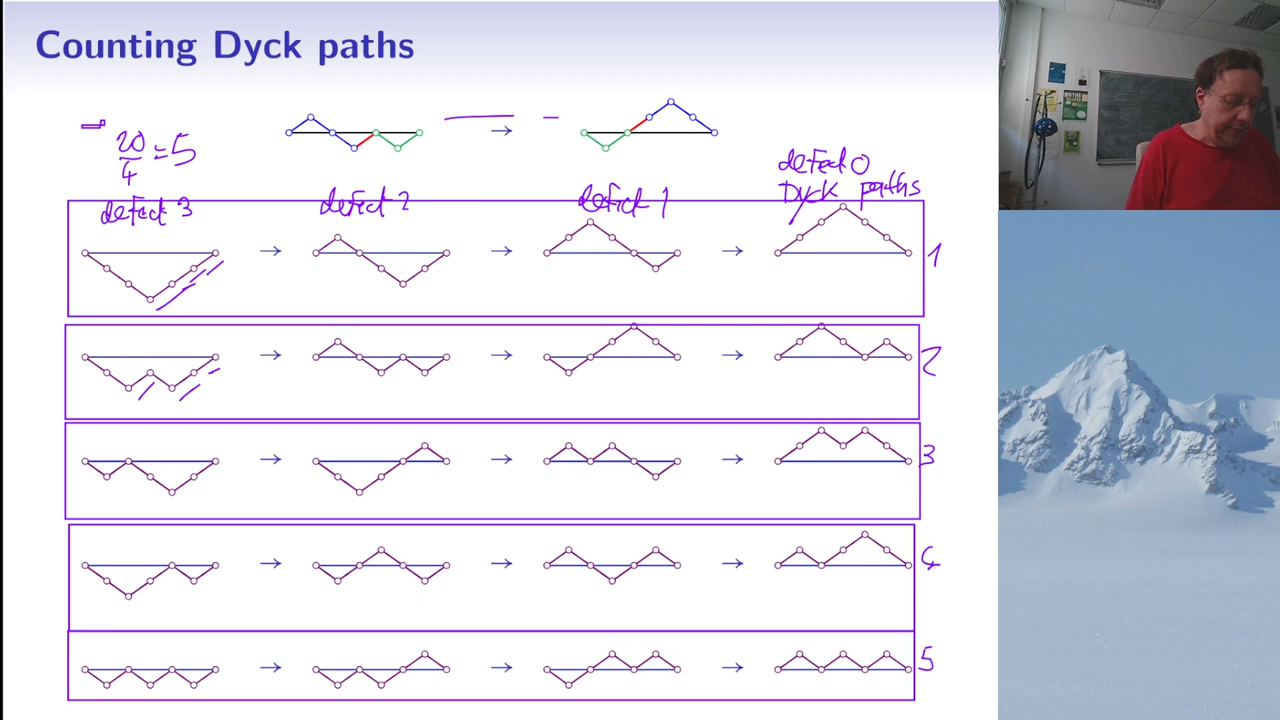 Counting Dyck paths
20/4 = 5
defect 0
Dyck paths
defect 3
defect 2
defect 1
1
2
3
4
5